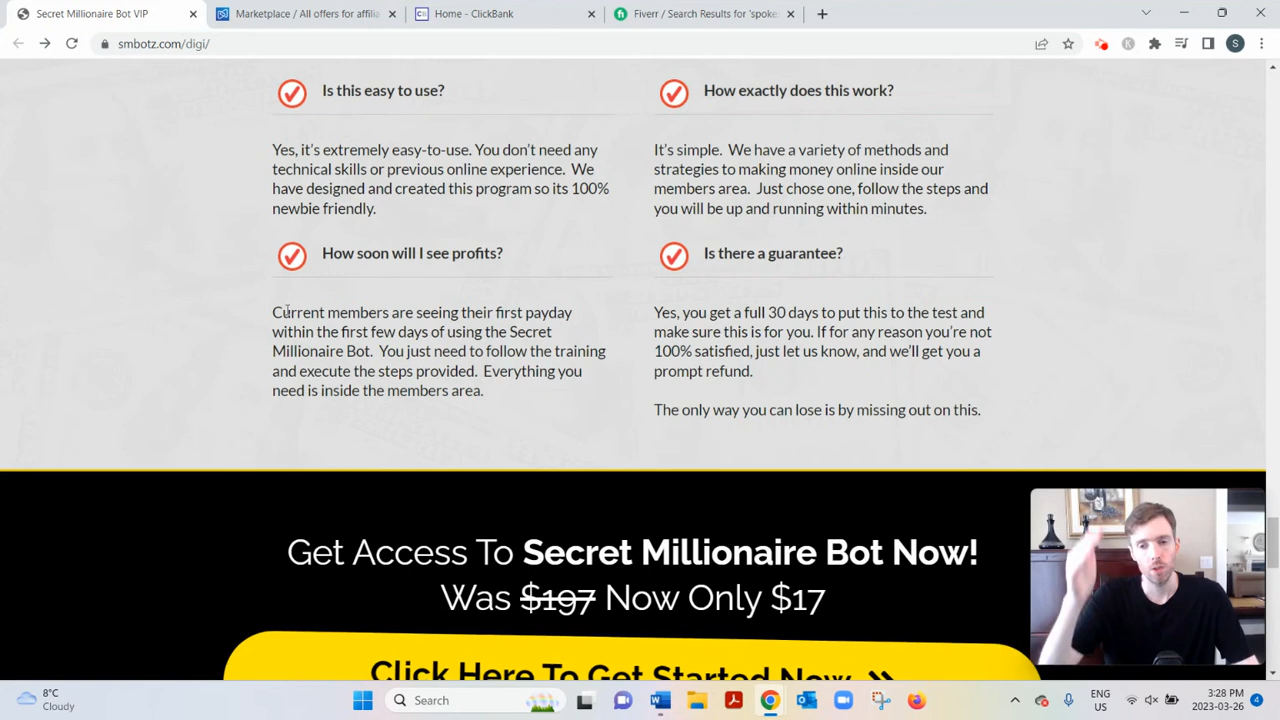 Secret Millionaire Bot VIP
Marketplace / All offers for affilia
Home - ClickBank
Fiverr / Search Results for 'spokes
smbotz.com/digi/
S
Is this easy to use?
Yes, it's extremely easy-to-use. You don't need any
technical skills or previous online experience. We
have designed and created this program so its 100%
newbie friendly.
How exactly does this work?
It's simple. We have a variety of methods and
strategies to making money online inside our
members area. Just chose one, follow the steps and
you will be up and running within minutes.
How soon will I see profits?
Current members are seeing their first payday
within the first few days of using the Secret
Millionaire Bot. You just need to follow the training
and execute the steps provided. Everything you
need is inside the members area.
Is there a guarantee?
Yes, you get a full 30 days to put this to the test and
make sure this is for you. If for any reason you're not
100% satisfied, just let us know, and we'll get you a
prompt refund.
The only way you can lose is by missing out on this.
Get Access To Secret Millionaire Bot Now!
Was $197 Now Only $17
Click Here To Get Started Now
8°C
Cloudy
Search
ENG
US
3:28 PM
2023-03-26
4